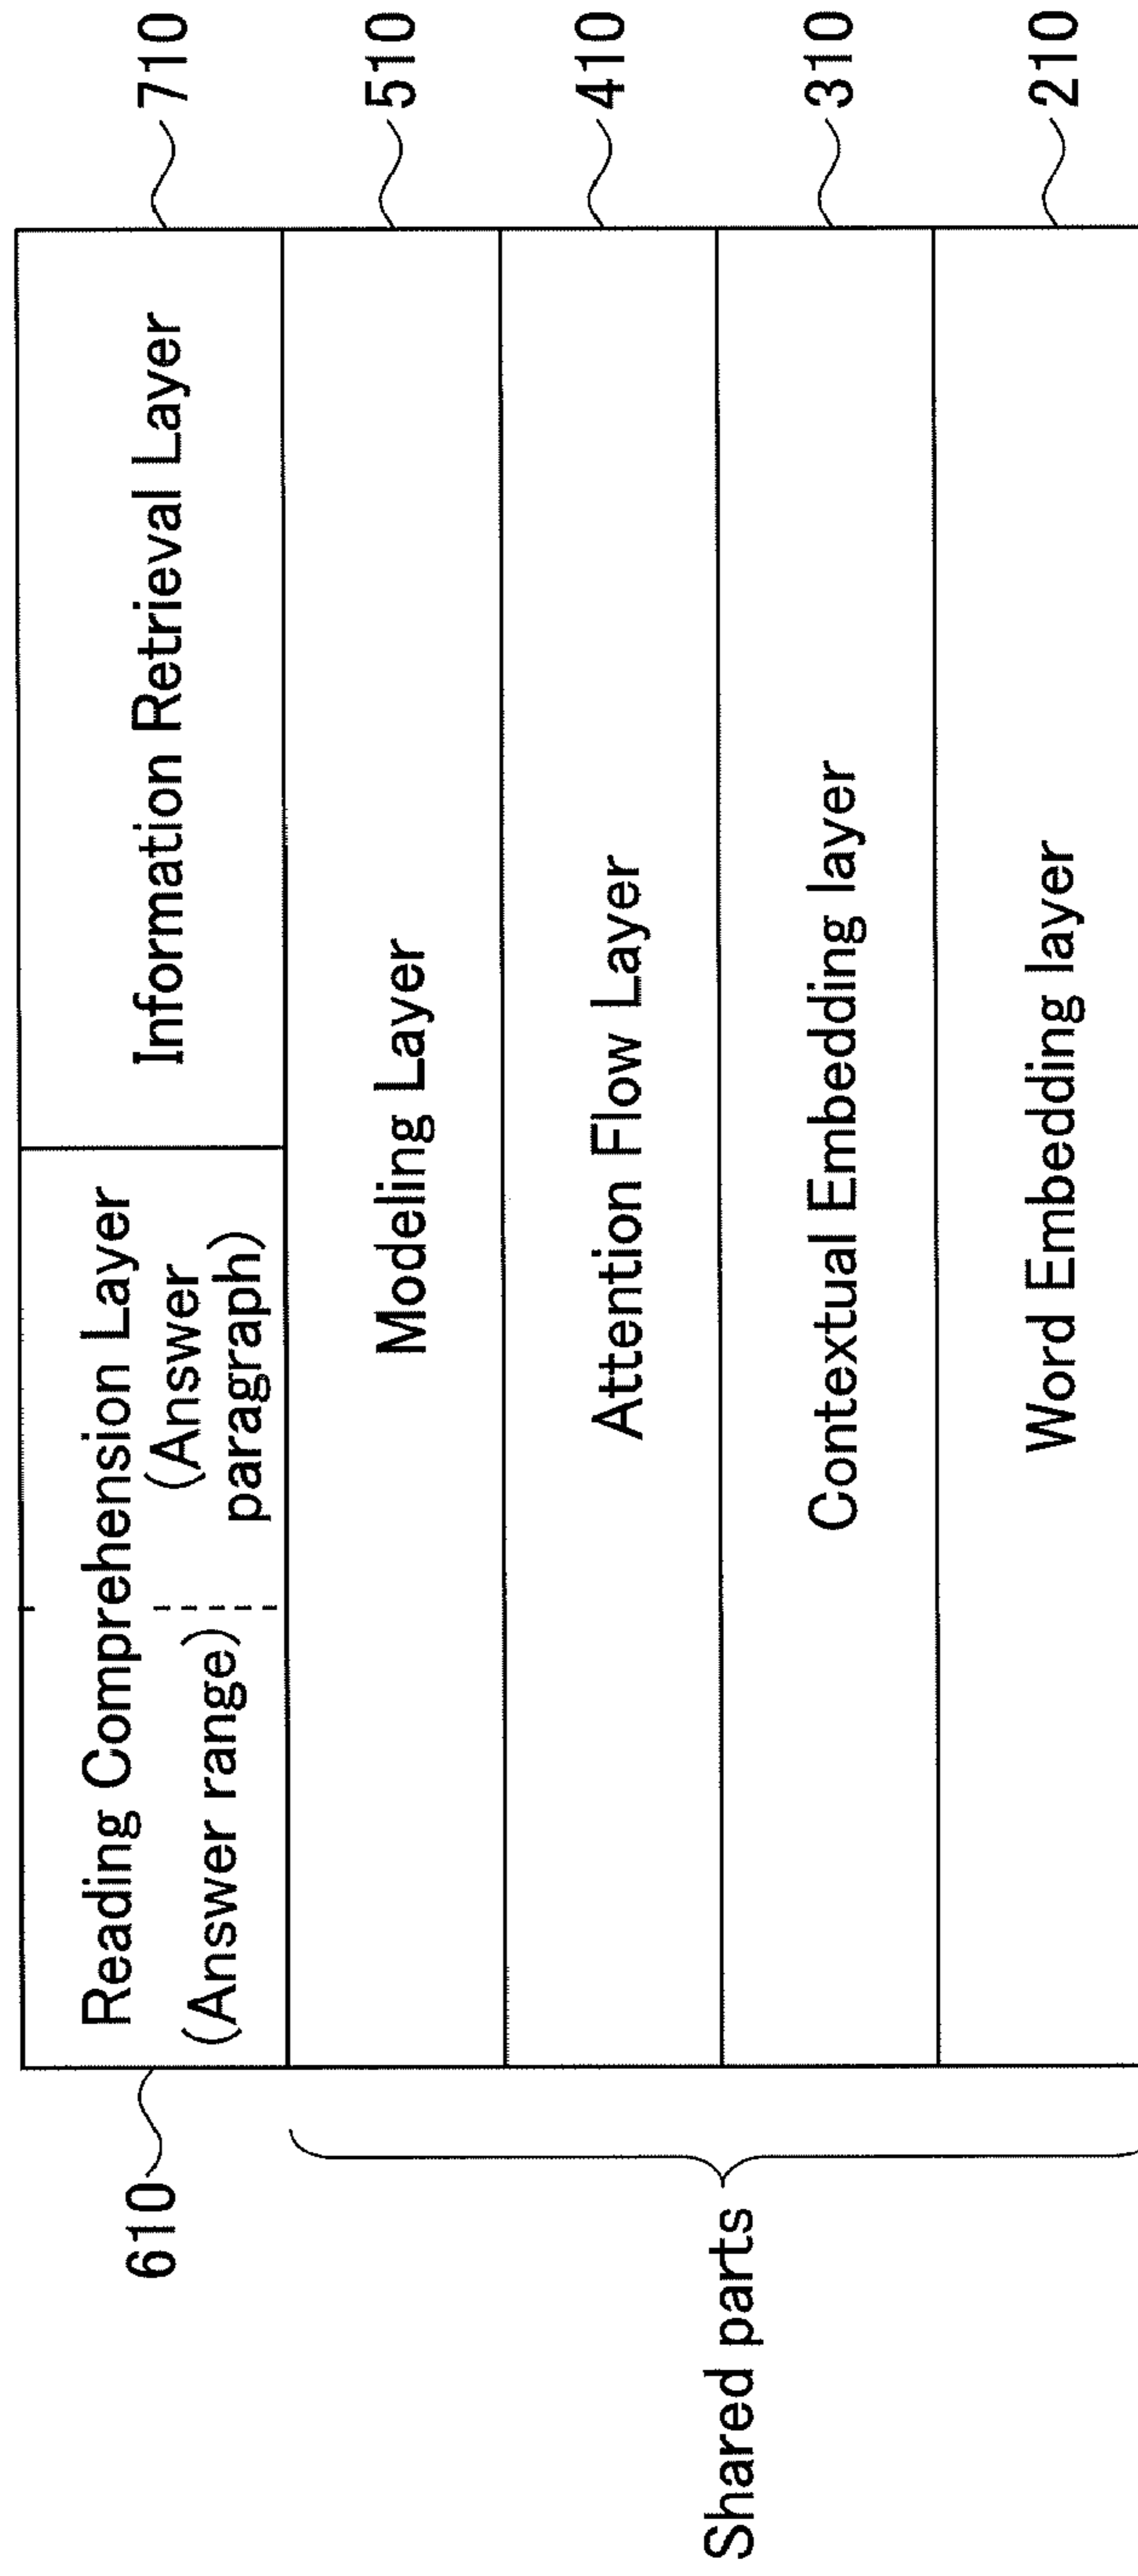 610
Reading Comprehension Layer
(Answer range)
(Answer
paragraph)
Information Retrieval Layer
710
Modeling Layer
510
Attention Flow Layer
410
Contextual Embedding layer
310
Word Embedding layer
210
Shared parts